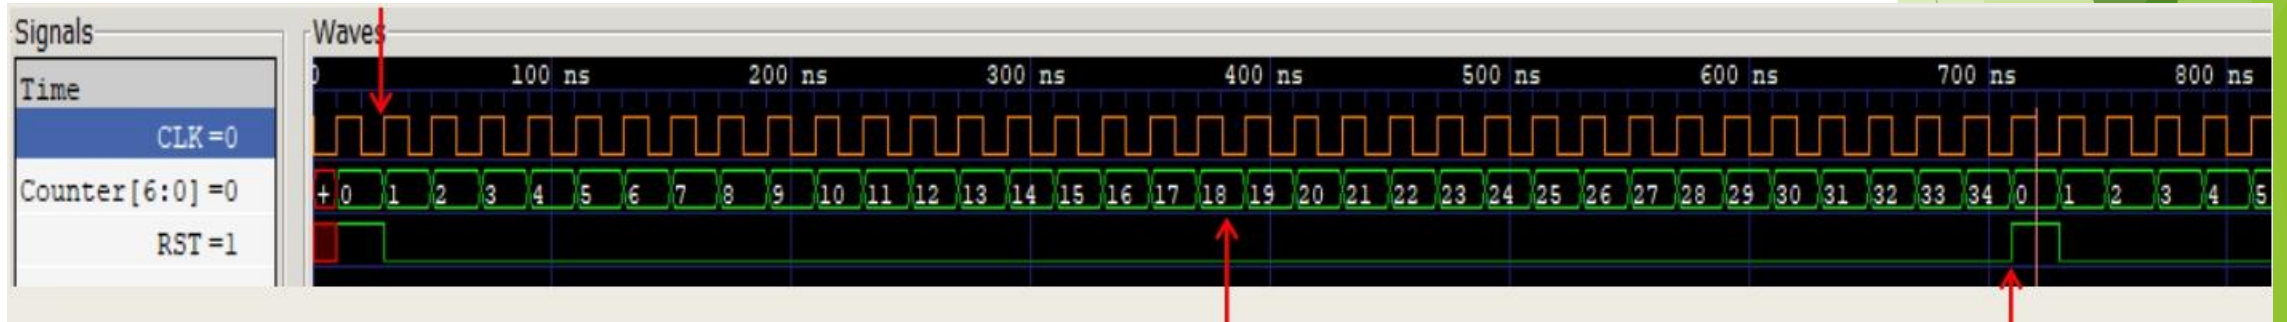 Signals
Waves
Time
0 100 ns 200 ns 300 ns 400 ns 500 ns 600 ns 700 ns 800 ns
CLK=0
Counter[6:0]=0
+ 0 1 2 3 4 5 6 7 8 9 10 11 12 13 14 15 16 17 18 19 20 21 22 23 24 25 26 27 28 29 30 31 32 33 34 0 1 2 3 4 5
RST=1